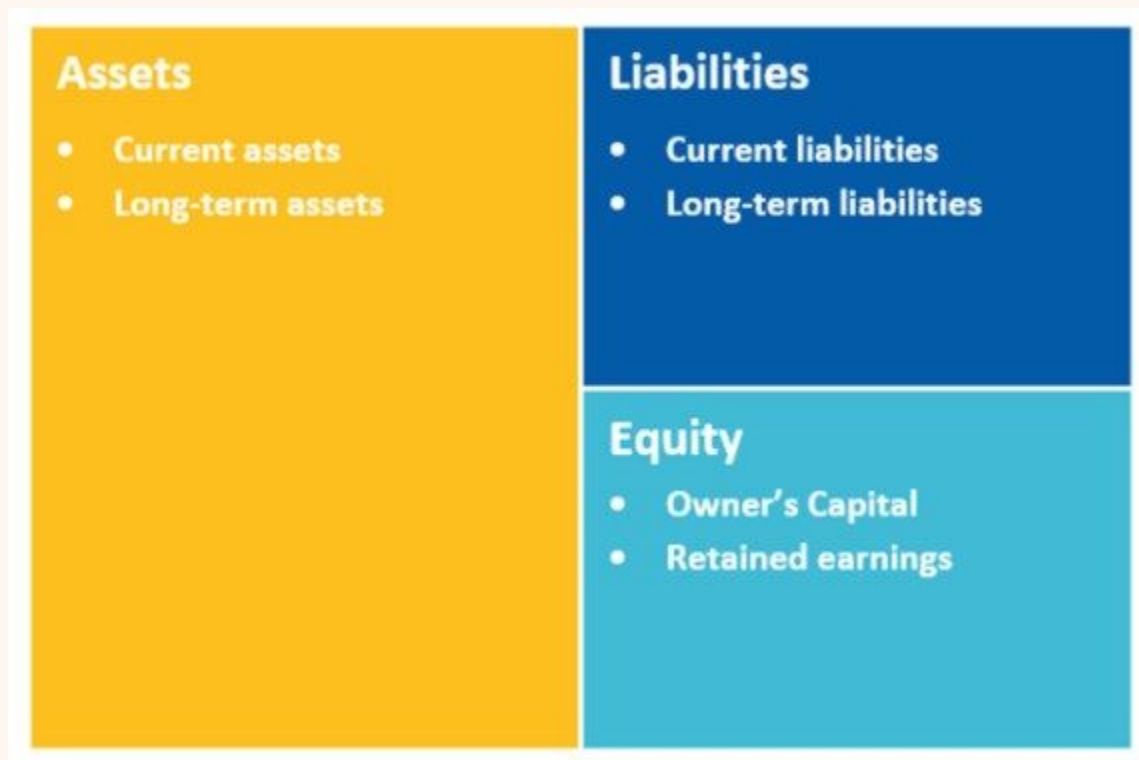 Assets
• Current assets
• Long-term assets
Liabilities
• Current liabilities
• Long-term liabilities
Equity
• Owner’s Capital
• Retained earnings